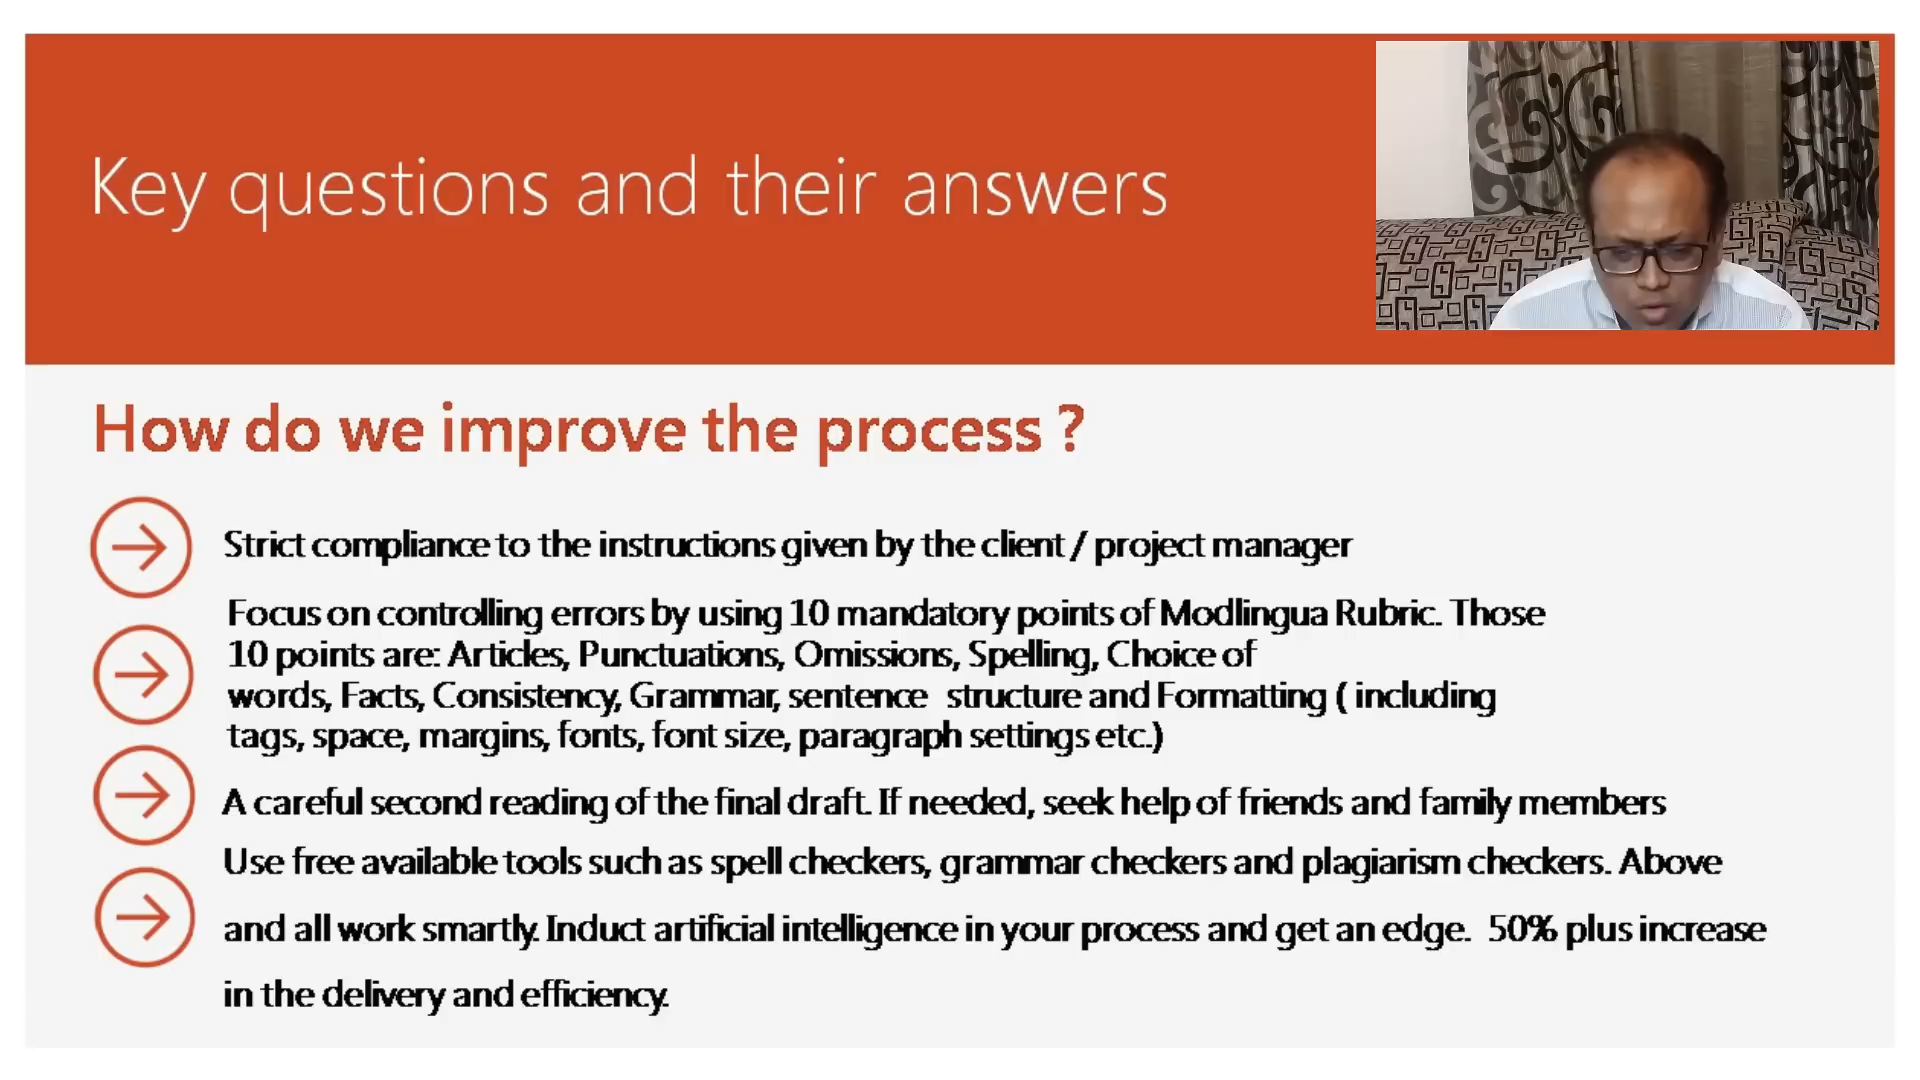 Key questions and their answers
How do we improve the process ?
Strict compliance to the instructions given by the client / project manager
Focus on controlling errors by using 10 mandatory points of Modlingua Rubric. Those
10 points are: Articles, Punctuations, Omissions, Spelling, Choice of
words, Facts, Consistency, Grammar, sentence structure and Formatting ( including
tags, space, margins, fonts, font size, paragraph settings etc.)
A careful second reading of the final draft. If needed, seek help of friends and family members
Use free available tools such as spell checkers, grammar checkers and plagiarism checkers. Above
and all work smartly. Induct artificial intelligence in your process and get an edge. 50% plus increase
in the delivery and efficiency.